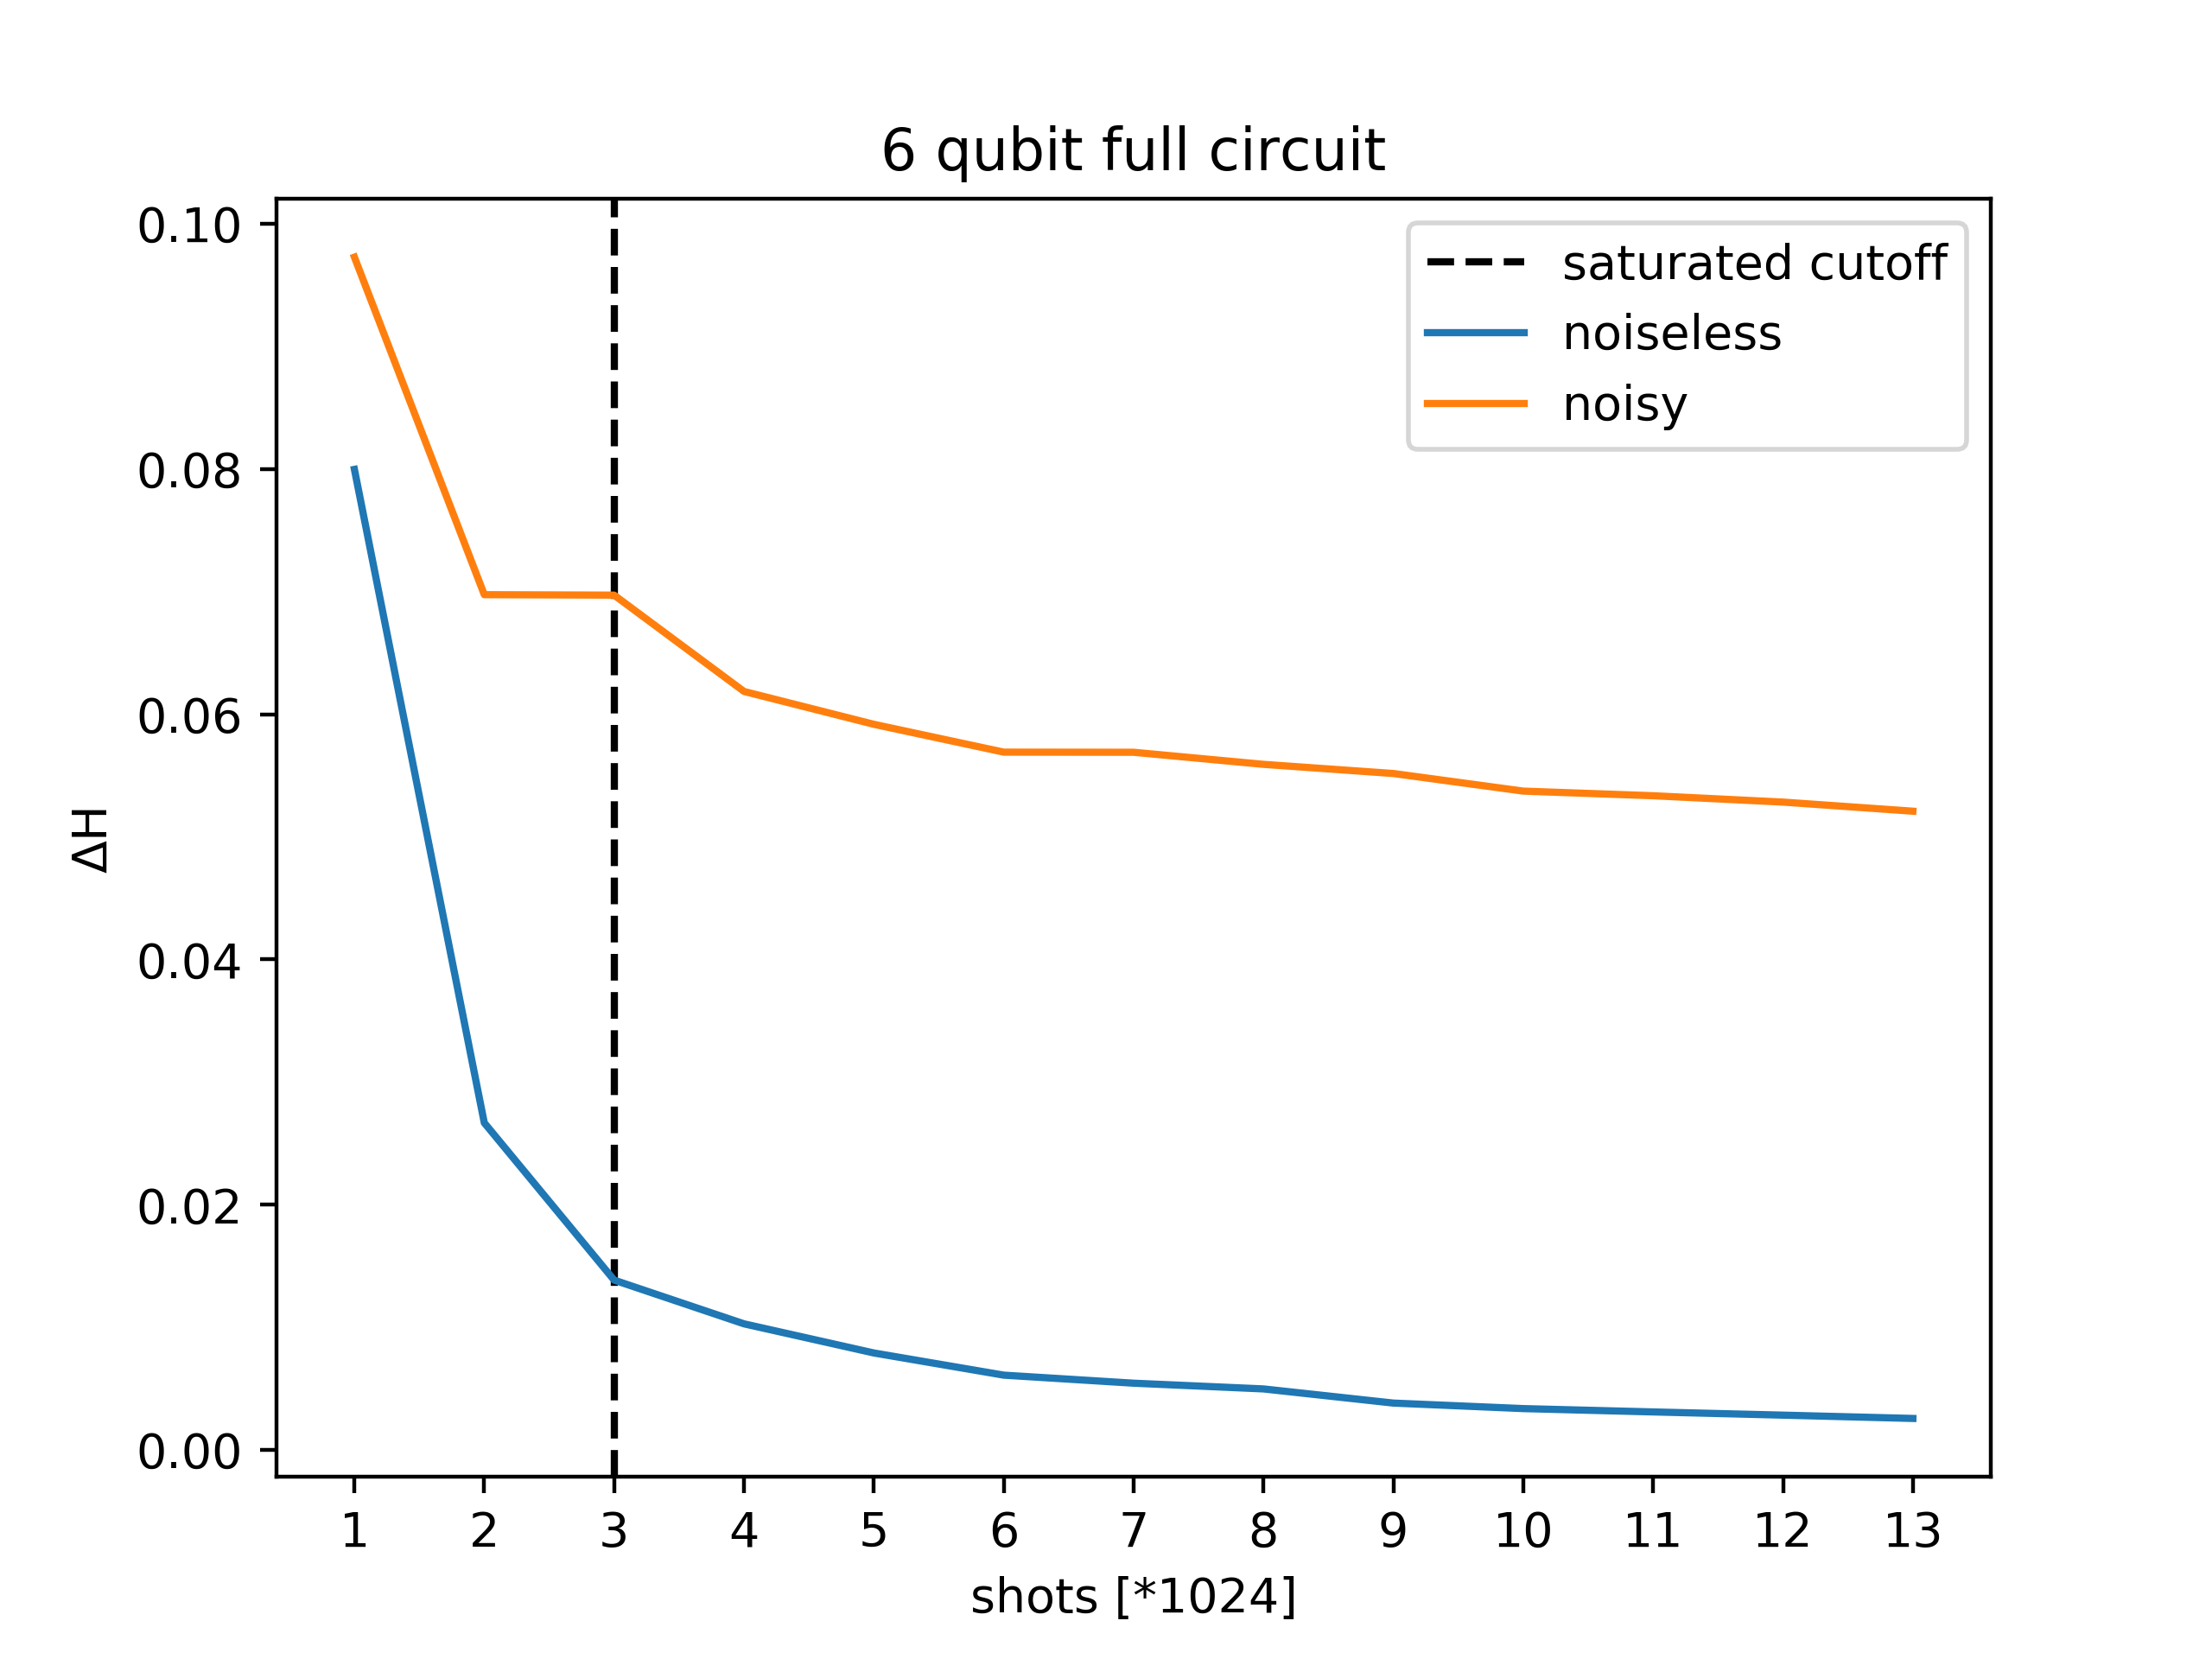 6 qubit full circuit
0.10
0.08
0.06
0.04
0.02
0.00
ΔH
saturated cutoff
noiseless
noisy
1 2 3 4 5 6 7 8 9 10 11 12 13
shots [*1024]